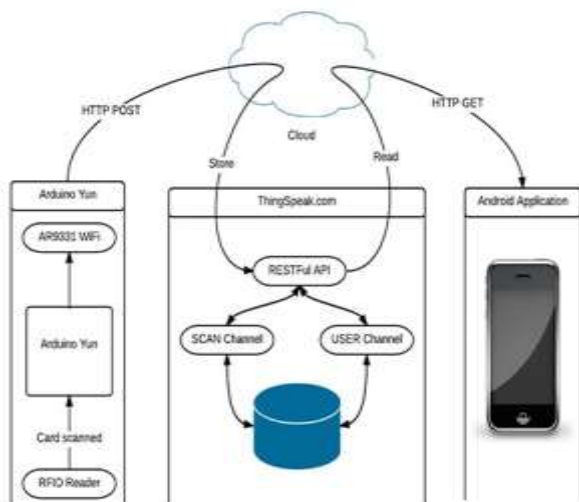 HTTP POST
HTTP GET
Cloud
Store
Read
Arduino Yun
ThingSpeak.com
Android Application
AR9331 WiFi
RESTFul API
SCAN Channel
USER Channel
Arduino Yun
Card scanned
RFID Reader